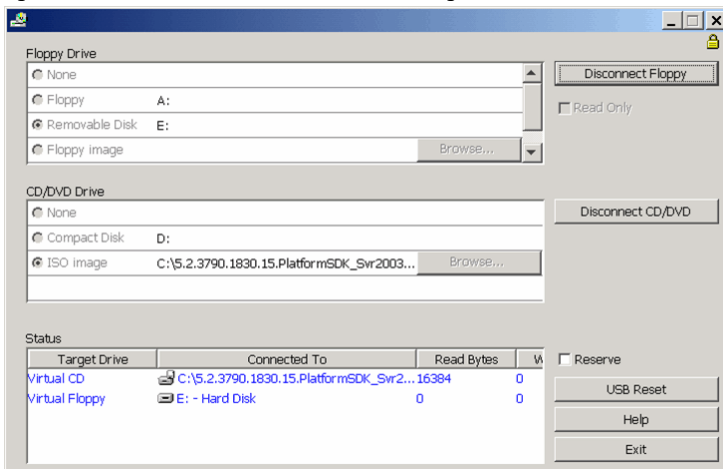 Floppy Drive
None
Floppy A:
Removable Disk E:
Floppy image Browse...
Disconnect Floppy
Read Only
CD/DVD Drive
None
Compact Disk D:
ISO image C:\5.2.3790.1830.15.PlatformSDK_Svr2003... Browse...
Disconnect CD/DVD
Status
Target Drive Connected To Read Bytes W
Virtual CD C:\5.2.3790.1830.15.PlatformSDK_Svr2... 16384 0
Virtual Floppy E: - Hard Disk 0 0
Reserve
USB Reset
Help
Exit